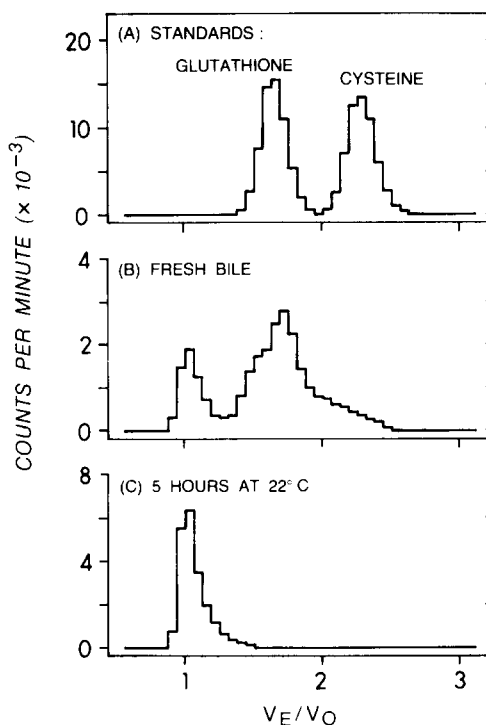 (A) STANDARDS :
GLUTATHIONE
CYSTEINE
20
10
0
(B) FRESH BILE
4
2
0
(C) 5 HOURS AT 22° C
8
4
0
1 2 3
V_E/V_O
COUNTS PER MINUTE (× 10⁻³)